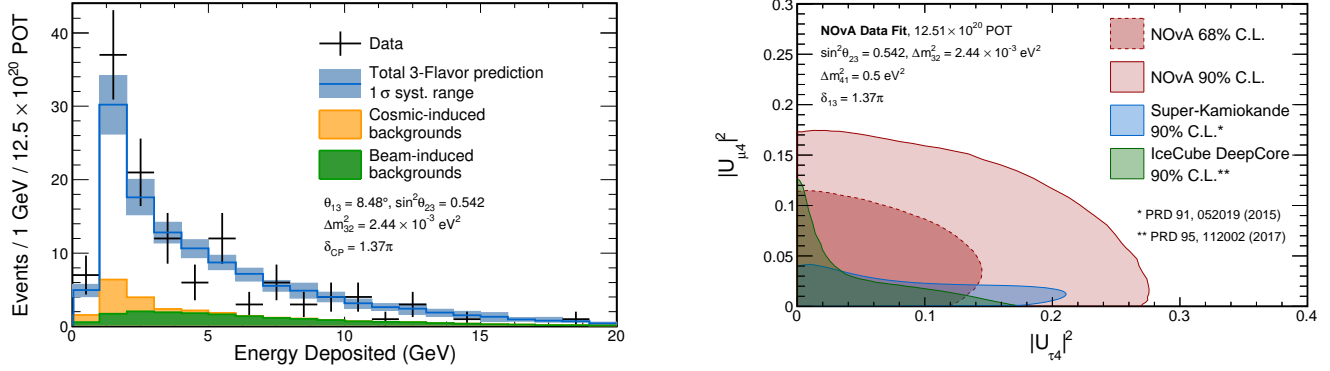 Events / 1 GeV / 12.5 × 10²⁰ POT
40
30
20
10
0
0 5 10 15 20
Energy Deposited (GeV)
Data
Total 3-Flavor prediction
1 σ syst. range
Cosmic-induced
backgrounds
Beam-induced
backgrounds
θ₁₃ = 8.48°, sin²θ₂₃ = 0.542
Δm²₃₂ = 2.44 × 10⁻³ eV²
δ_CP = 1.37π
|U_μ4|²
0.3
0.25
0.2
0.15
0.1
0.05
0
0 0.1 0.2 0.3 0.4
|U_τ4|²
NOvA Data Fit, 12.51 × 10²⁰ POT
sin²θ₂₃ = 0.542, Δm²₃₂ = 2.44 × 10⁻³ eV²
Δm²₄₁ = 0.5 eV²
δ₁₃ = 1.37π
NOvA 68% C.L.
NOvA 90% C.L.
Super-Kamiokande
90% C.L.*
IceCube DeepCore
90% C.L.**
* PRD 91, 052019 (2015)
** PRD 95, 112002 (2017)